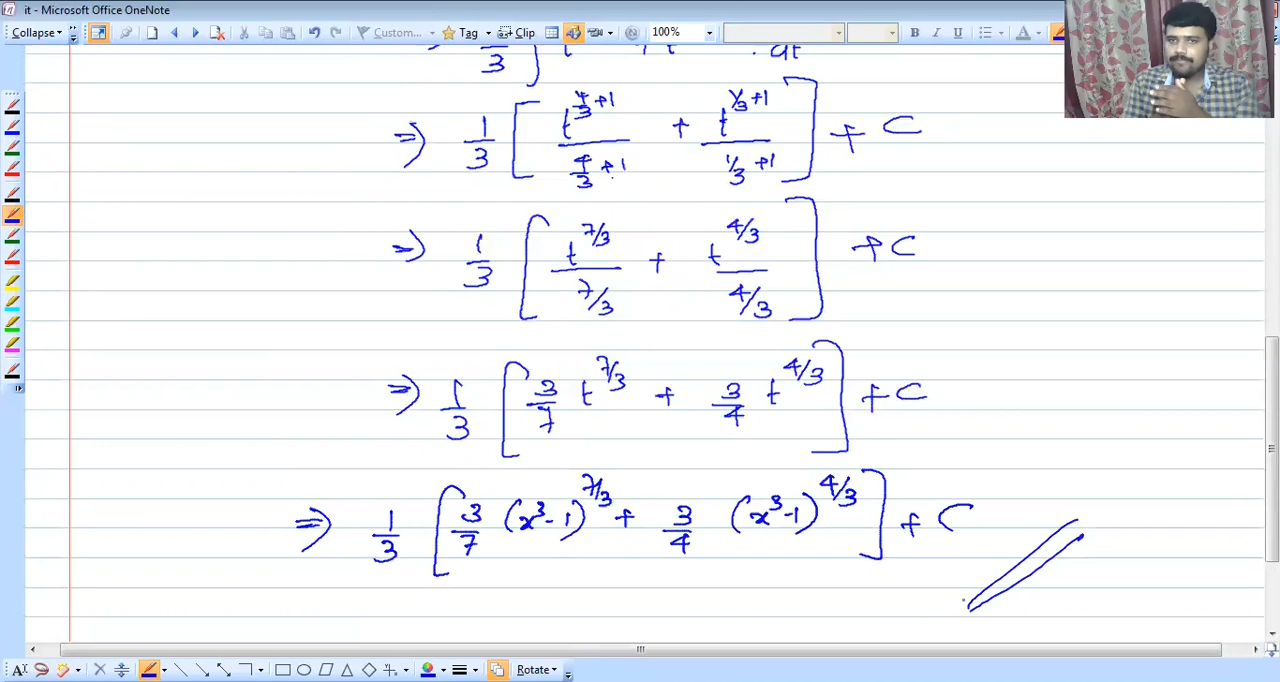 it - Microsoft Office OneNote
Collapse Custom... Tag Clip 100% B I U A
1/3 ∫ t dt
⇒ 1/3 [ t^(4/3+1) / (4/3+1) + t^(1/3+1) / (1/3+1) ] + C
⇒ 1/3 [ t^(7/3) / (7/3) + t^(4/3) / (4/3) ] + C
⇒ 1/3 [ 3/7 t^(7/3) + 3/4 t^(4/3) ] + C
⇒ 1/3 [ 3/7 (x³-1)^(7/3) + 3/4 (x³-1)^(4/3) ] + C
Rotate